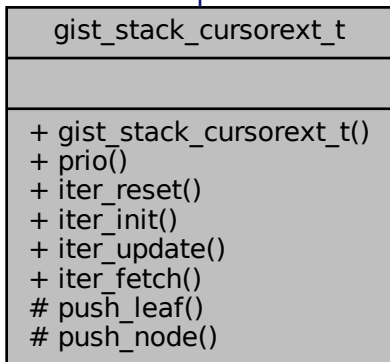 gist_stack_cursorext_t
+ gist_stack_cursorext_t()
+ prio()
+ iter_reset()
+ iter_init()
+ iter_update()
+ iter_fetch()
# push_leaf()
# push_node()